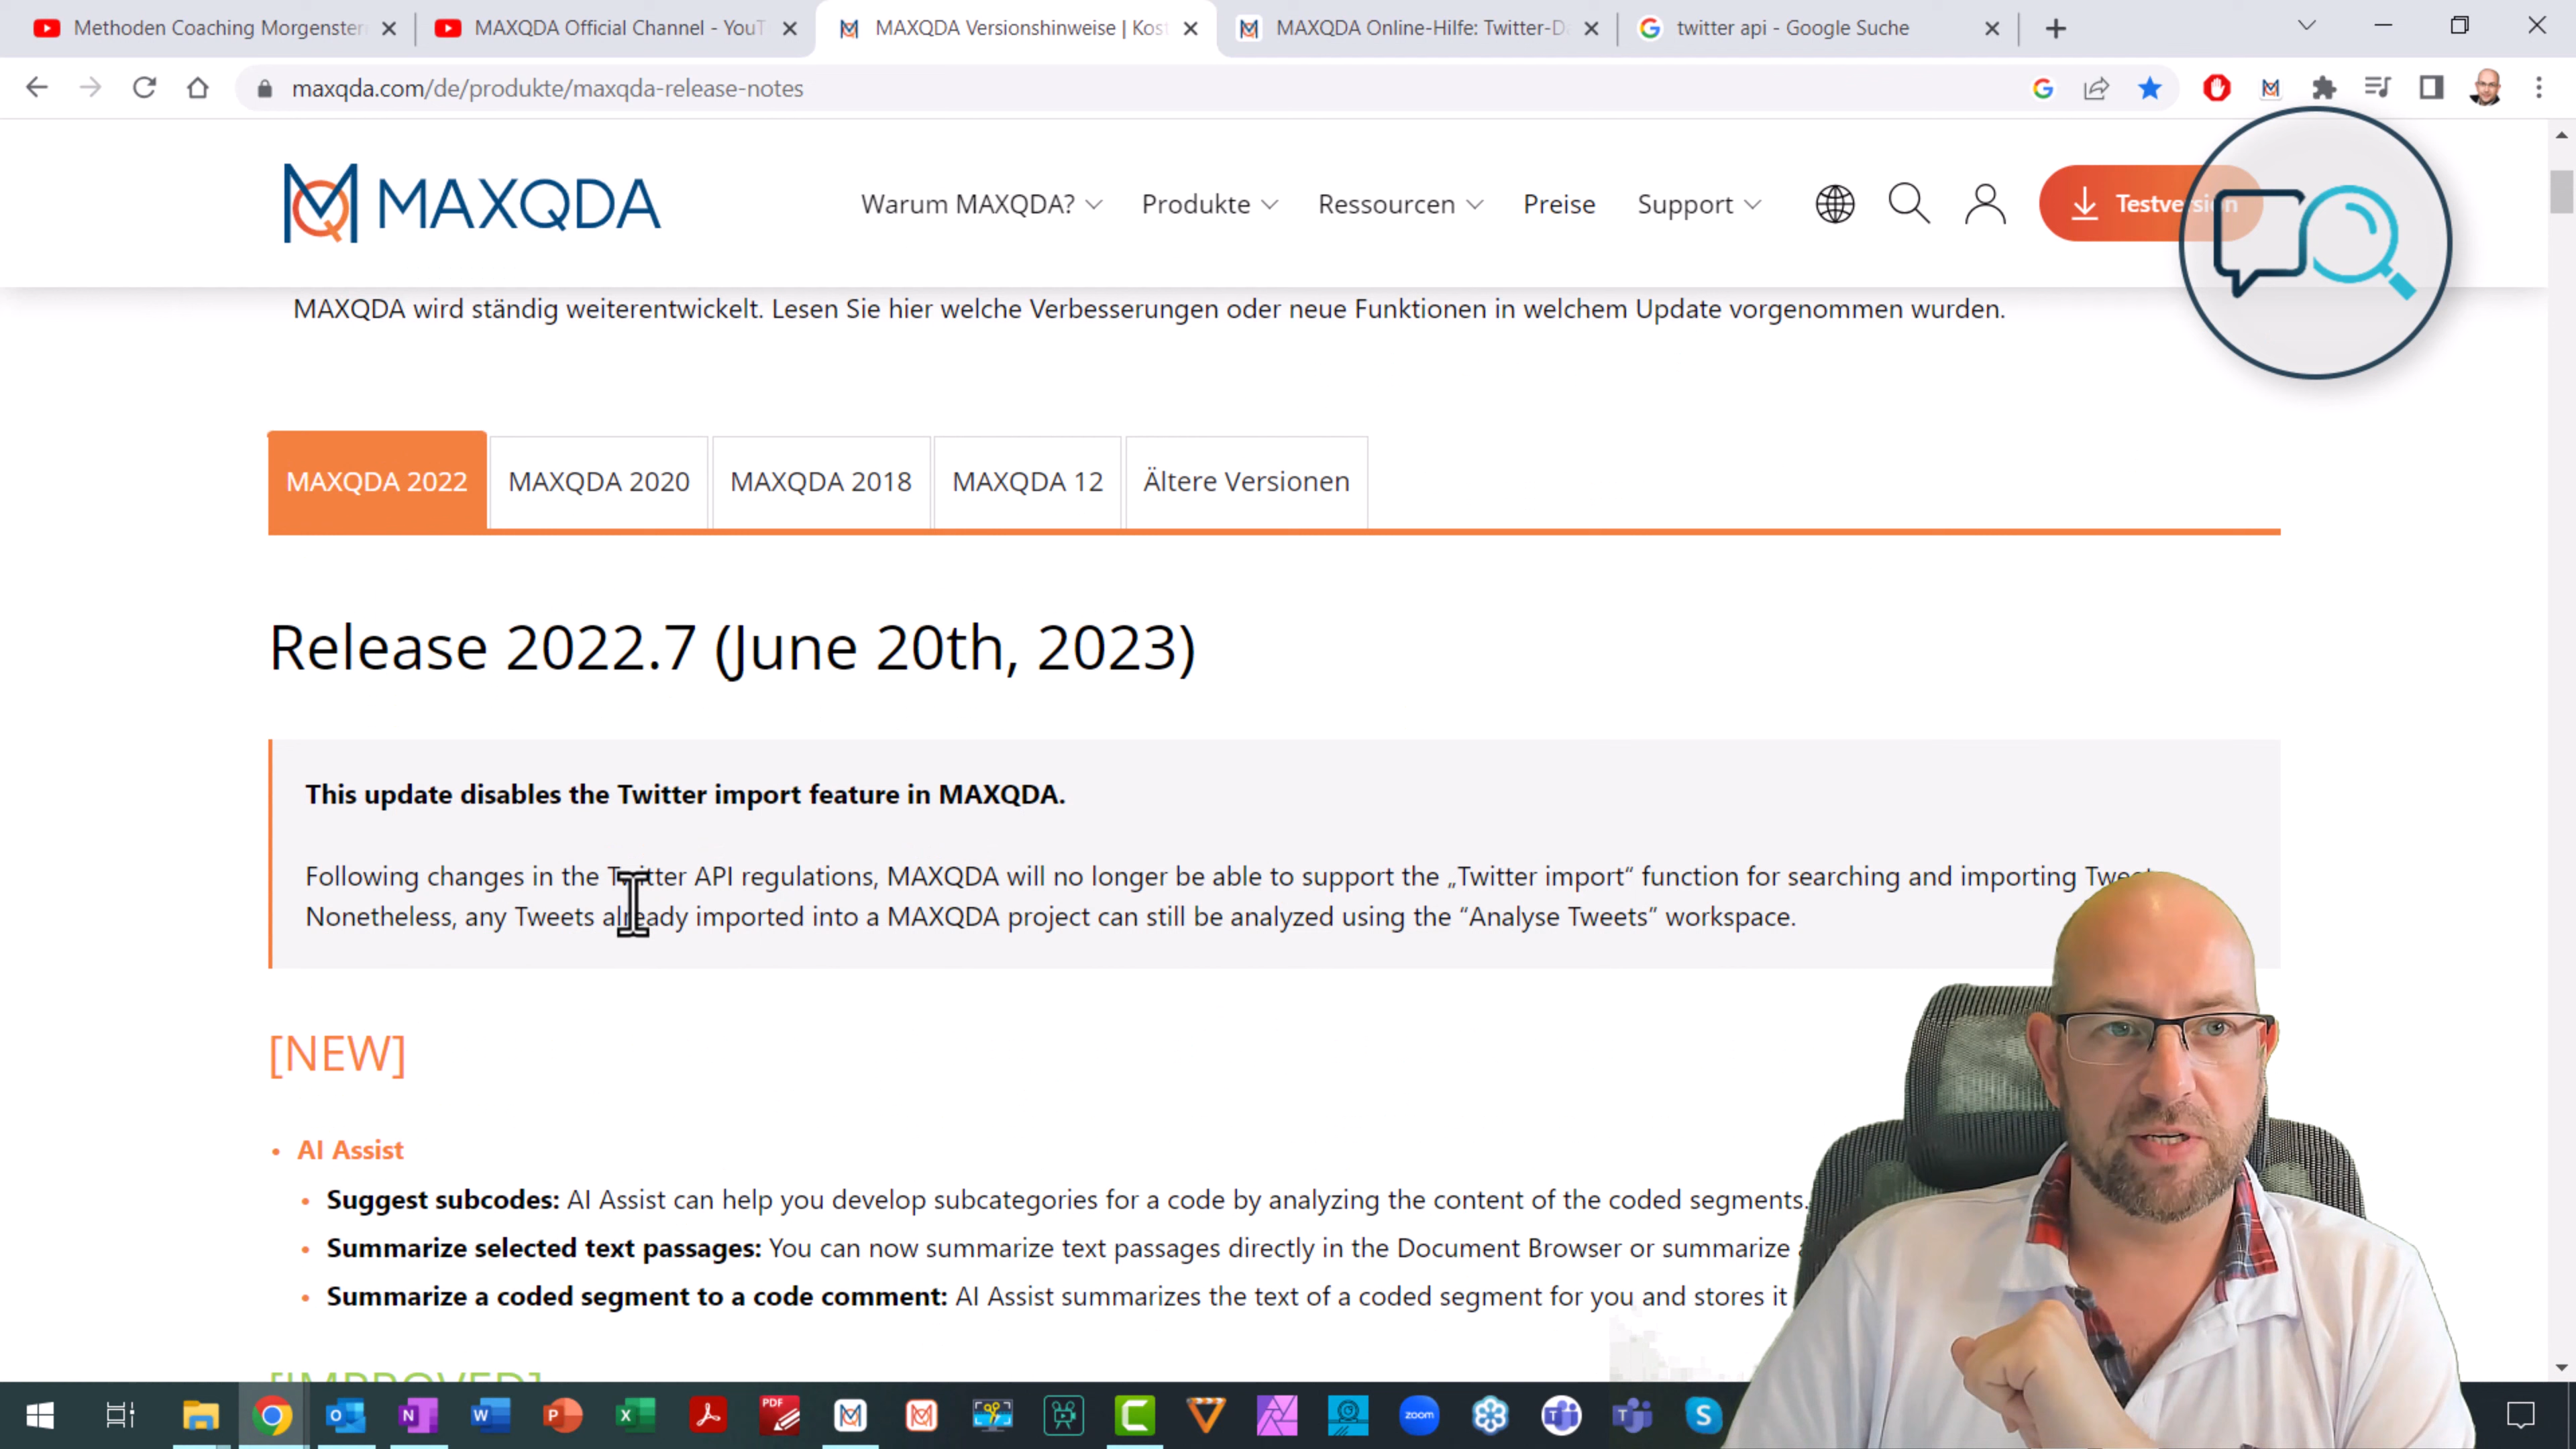 Methoden Coaching Morgenster
MAXQDA Official Channel - YouT
MAXQDA Versionshinweise | Kos
MAXQDA Online-Hilfe: Twitter-D
twitter api - Google Suche
maxqda.com/de/produkte/maxqda-release-notes
MAXQDA
Warum MAXQDA?
Produkte
Ressourcen
Preise
Support
Testversion
MAXQDA wird ständig weiterentwickelt. Lesen Sie hier welche Verbesserungen oder neue Funktionen in welchem Update vorgenommen wurden.
MAXQDA 2022
MAXQDA 2020
MAXQDA 2018
MAXQDA 12
Ältere Versionen
Release 2022.7 (June 20th, 2023)
This update disables the Twitter import feature in MAXQDA.
Following changes in the Twitter API regulations, MAXQDA will no longer be able to support the „Twitter import“ function for searching and importing
Nonetheless, any Tweets already imported into a MAXQDA project can still be analyzed using the “Analyse Tweets” workspace.
[NEW]
• AI Assist
• Suggest subcodes: AI Assist can help you develop subcategories for a code by analyzing the content of the coded segments.
• Summarize selected text passages: You can now summarize text passages directly in the Document Browser or summarize
• Summarize a coded segment to a code comment: AI Assist summarizes the text of a coded segment for you and stores it
[IMPROVED]
PDF
zoom